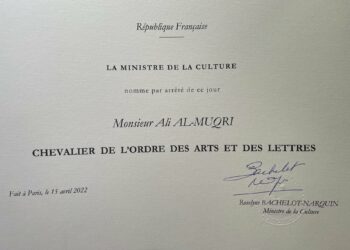 République Française
LA MINISTRE DE LA CULTURE
nomme par arrêté de ce jour
Monsieur Ali AL-MUQRI
CHEVALIER DE L'ORDRE DES ARTS ET DES LETTRES
Bachelot
Fait à Paris, le 15 avril 2022
Roselyne BACHELOT-NARQUIN
Ministre de la Culture